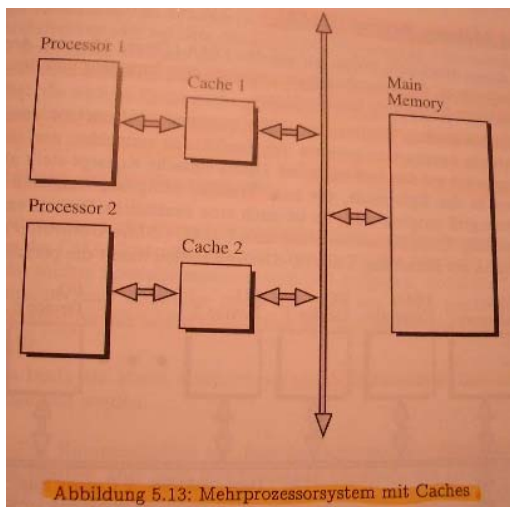 Processor 1
Cache 1
Main
Memory
Processor 2
Cache 2
Abbildung 5.13: Mehrprozessorsystem mit Caches